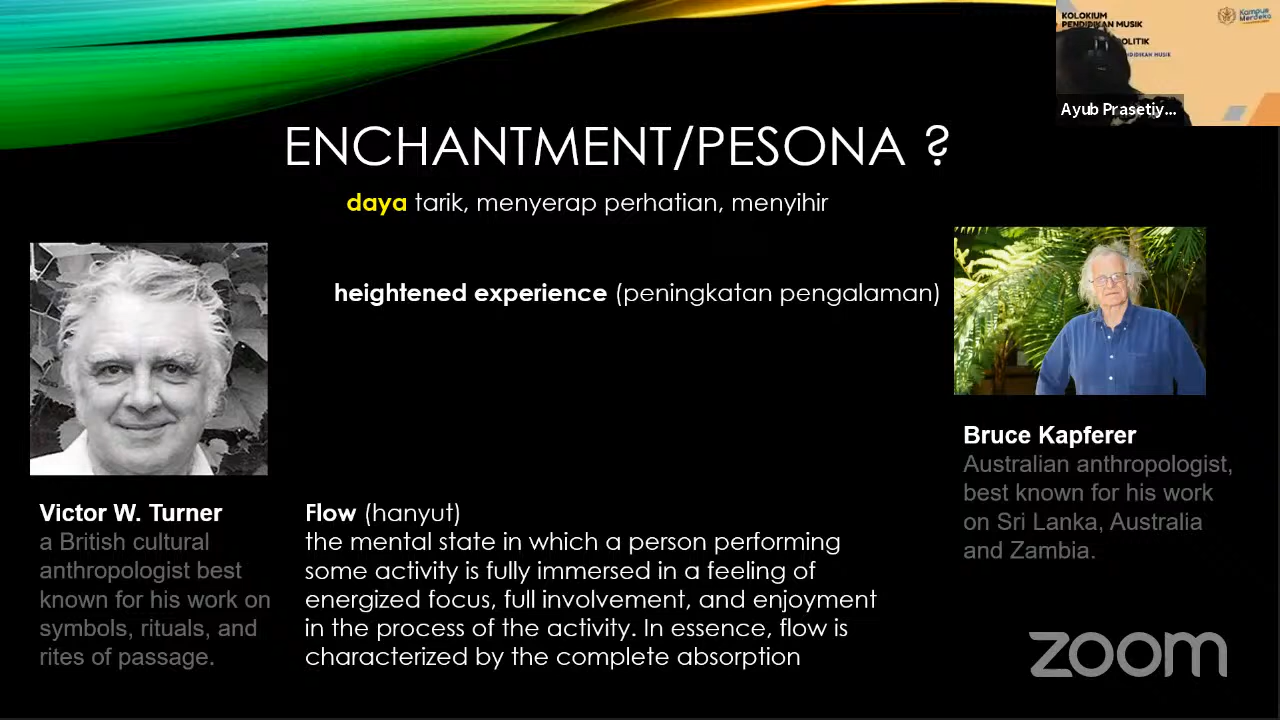 KOLOKIUM
PENDIDIKAN MUSIK
Kampus
Merdeka
Ayub Prasetiy...
ENCHANTMENT/PESONA ?
daya tarik, menyerap perhatian, menyihir
heightened experience (peningkatan pengalaman)
Victor W. Turner
a British cultural
anthropologist best
known for his work on
symbols, rituals, and
rites of passage.
Flow (hanyut)
the mental state in which a person performing
some activity is fully immersed in a feeling of
energized focus, full involvement, and enjoyment
in the process of the activity. In essence, flow is
characterized by the complete absorption
Bruce Kapferer
Australian anthropologist,
best known for his work
on Sri Lanka, Australia
and Zambia.
zoom